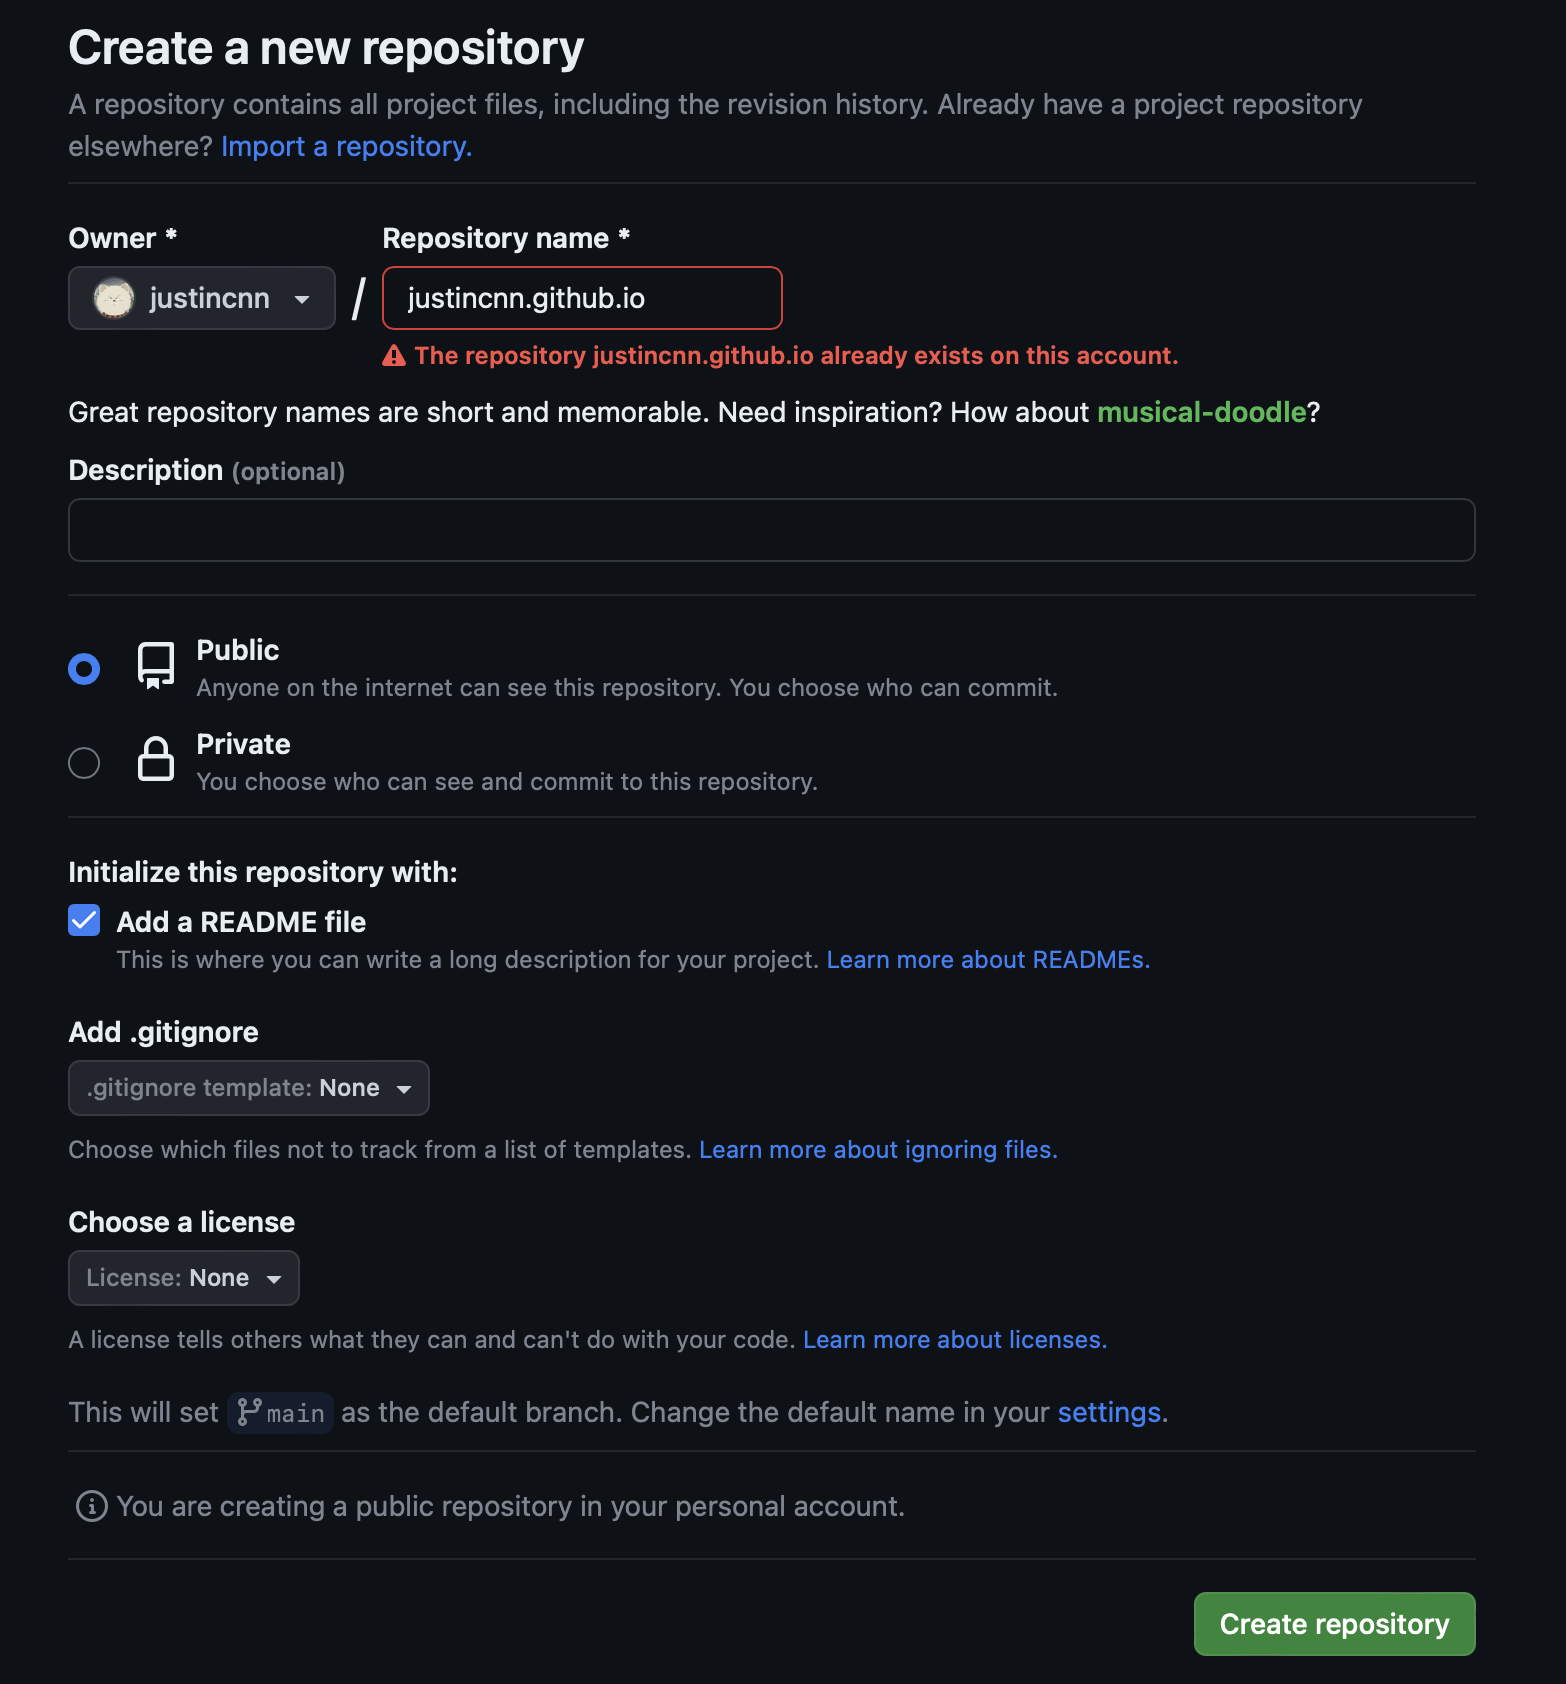 Create a new repository
A repository contains all project files, including the revision history. Already have a project repository
elsewhere? Import a repository.
Owner *
Repository name *
justincnn
/
justincnn.github.io
The repository justincnn.github.io already exists on this account.
Great repository names are short and memorable. Need inspiration? How about musical-doodle?
Description (optional)
Public
Anyone on the internet can see this repository. You choose who can commit.
Private
You choose who can see and commit to this repository.
Initialize this repository with:
Add a README file
This is where you can write a long description for your project. Learn more about READMEs.
Add .gitignore
.gitignore template: None
Choose which files not to track from a list of templates. Learn more about ignoring files.
Choose a license
License: None
A license tells others what they can and can't do with your code. Learn more about licenses.
This will set main as the default branch. Change the default name in your settings.
You are creating a public repository in your personal account.
Create repository